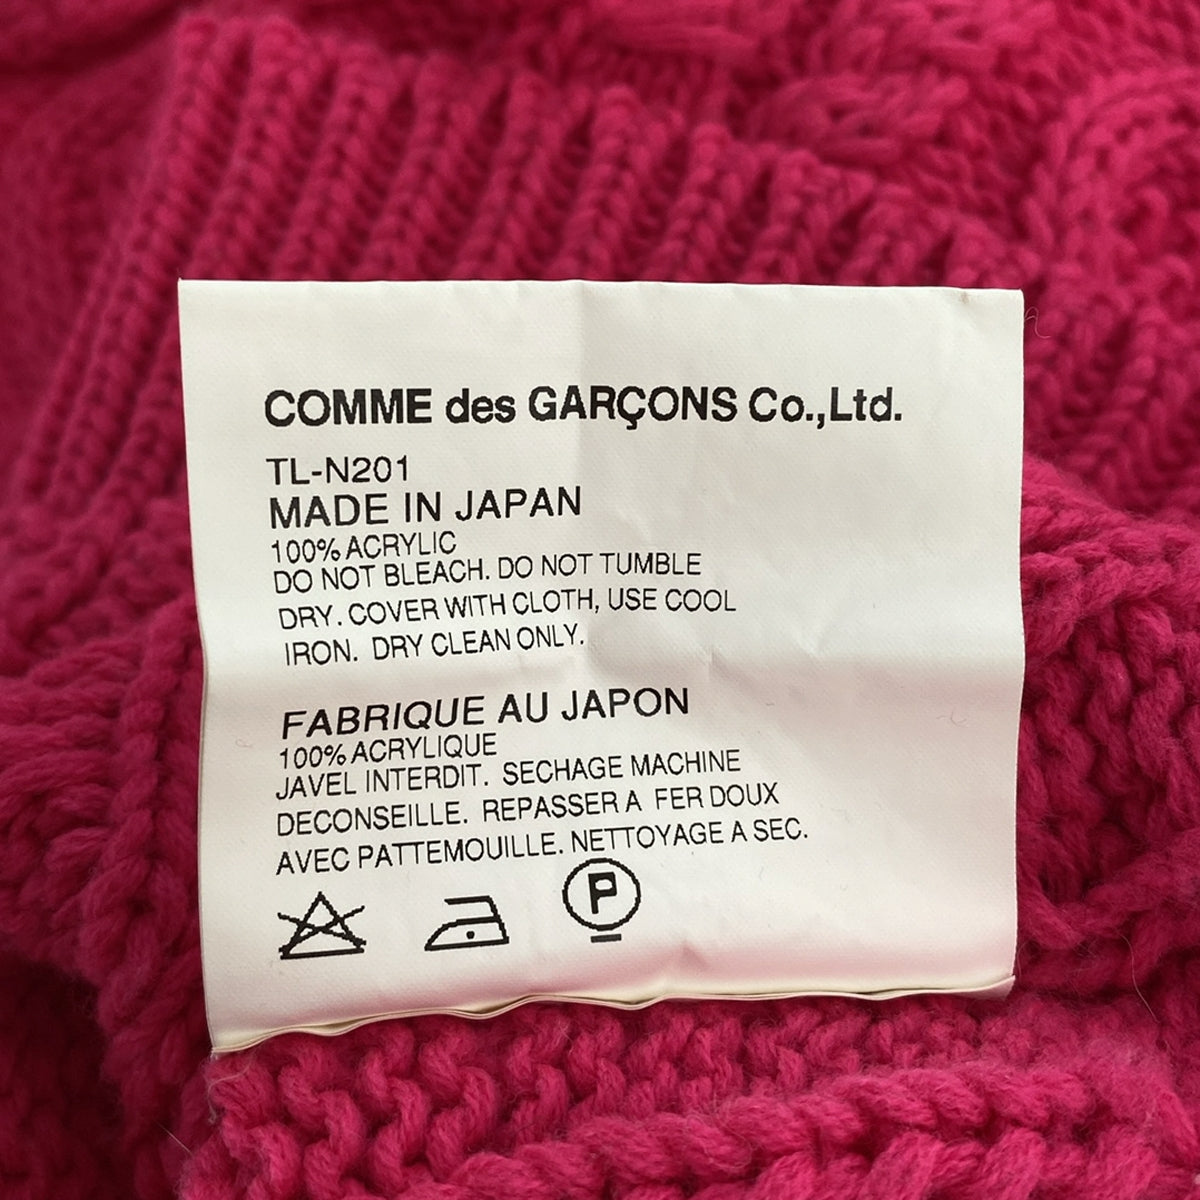 COMME des GARÇONS Co.,Ltd.
TL-N201
MADE IN JAPAN
100% ACRYLIC
DO NOT BLEACH. DO NOT TUMBLE
DRY. COVER WITH CLOTH, USE COOL
IRON. DRY CLEAN ONLY.
FABRIQUE AU JAPON
100% ACRYLIQUE
JAVEL INTERDIT. SECHAGE MACHINE
DECONSEILLE. REPASSER A FER DOUX
AVEC PATTEMOUILLE. NETTOYAGE A SEC.
P